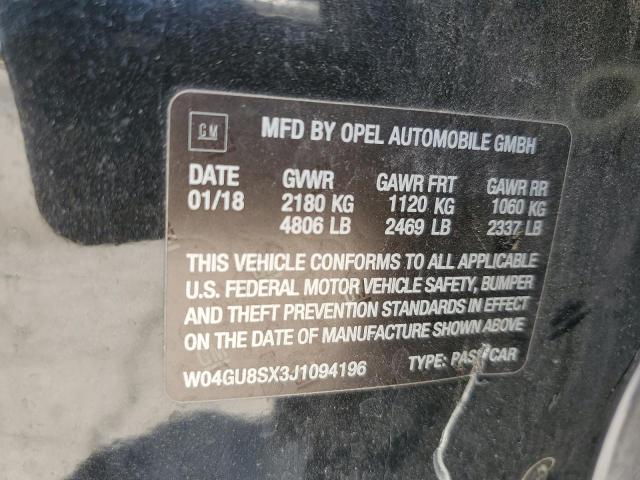 GM MFD BY OPEL AUTOMOBILE GMBH
DATE GVWR GAWR FRT GAWR RR
01/18 2180 KG 1120 KG 1060 KG
4806 LB 2469 LB 2337 LB
THIS VEHICLE CONFORMS TO ALL APPLICABLE
U.S. FEDERAL MOTOR VEHICLE SAFETY, BUMPER
AND THEFT PREVENTION STANDARDS IN EFFECT
ON THE DATE OF MANUFACTURE SHOWN ABOVE
W04GU8SX3J1094196 TYPE: PASS CAR